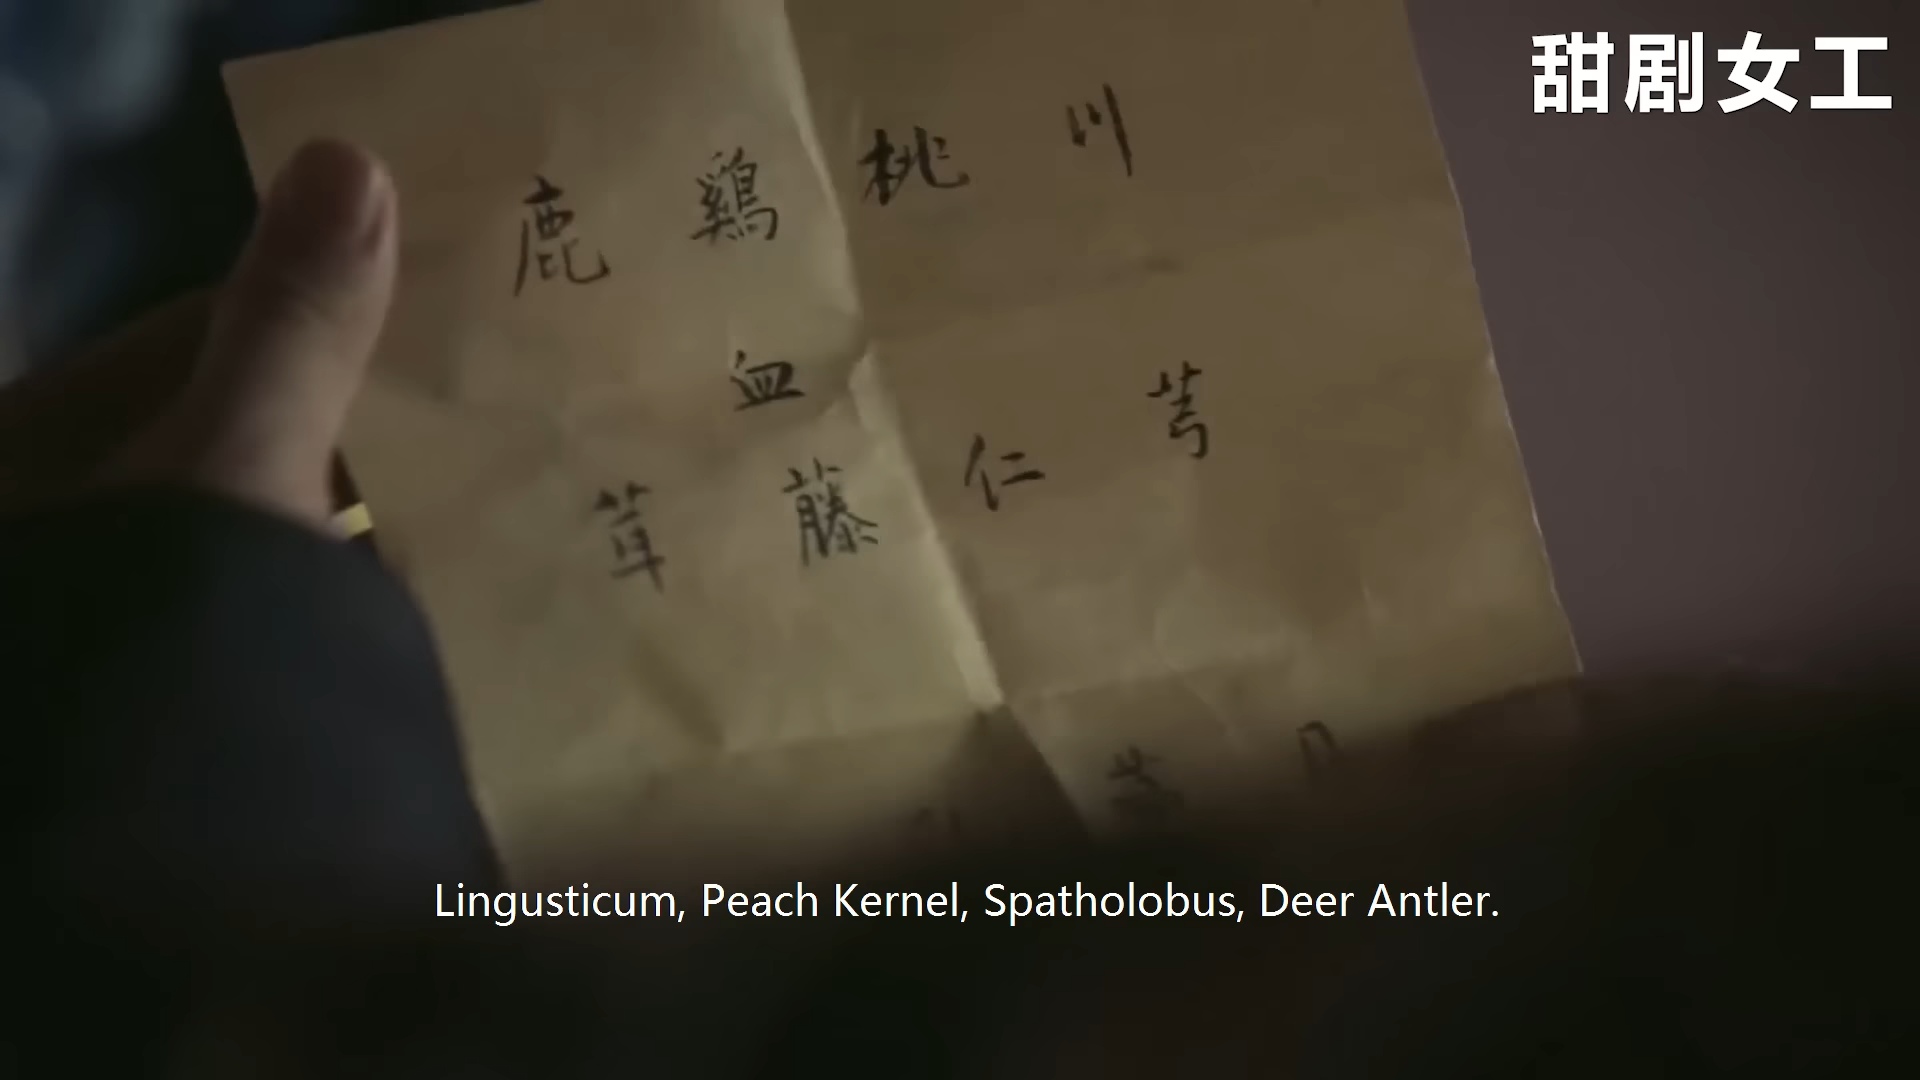 甜剧女工
川芎
桃仁
鷄血藤
鹿茸
Lingusticum, Peach Kernel, Spatholobus, Deer Antler.